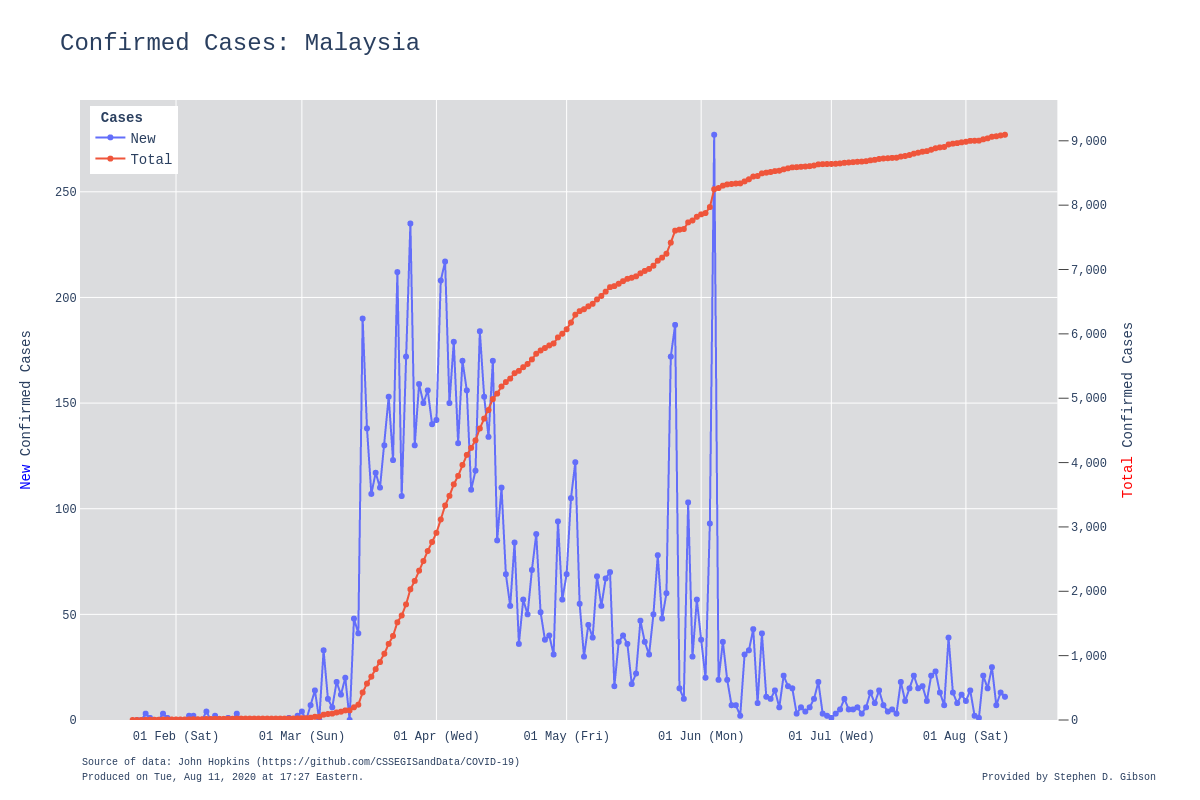 Confirmed Cases: Malaysia
Cases
New
Total
250
200
150
100
50
0
New Confirmed Cases
9,000
8,000
7,000
6,000
5,000
4,000
3,000
2,000
1,000
0
Total Confirmed Cases
01 Feb (Sat)
01 Mar (Sun)
01 Apr (Wed)
01 May (Fri)
01 Jun (Mon)
01 Jul (Wed)
01 Aug (Sat)
Source of data: John Hopkins (https://github.com/CSSEGISandData/COVID-19)
Produced on Tue, Aug 11, 2020 at 17:27 Eastern.
Provided by Stephen D. Gibson